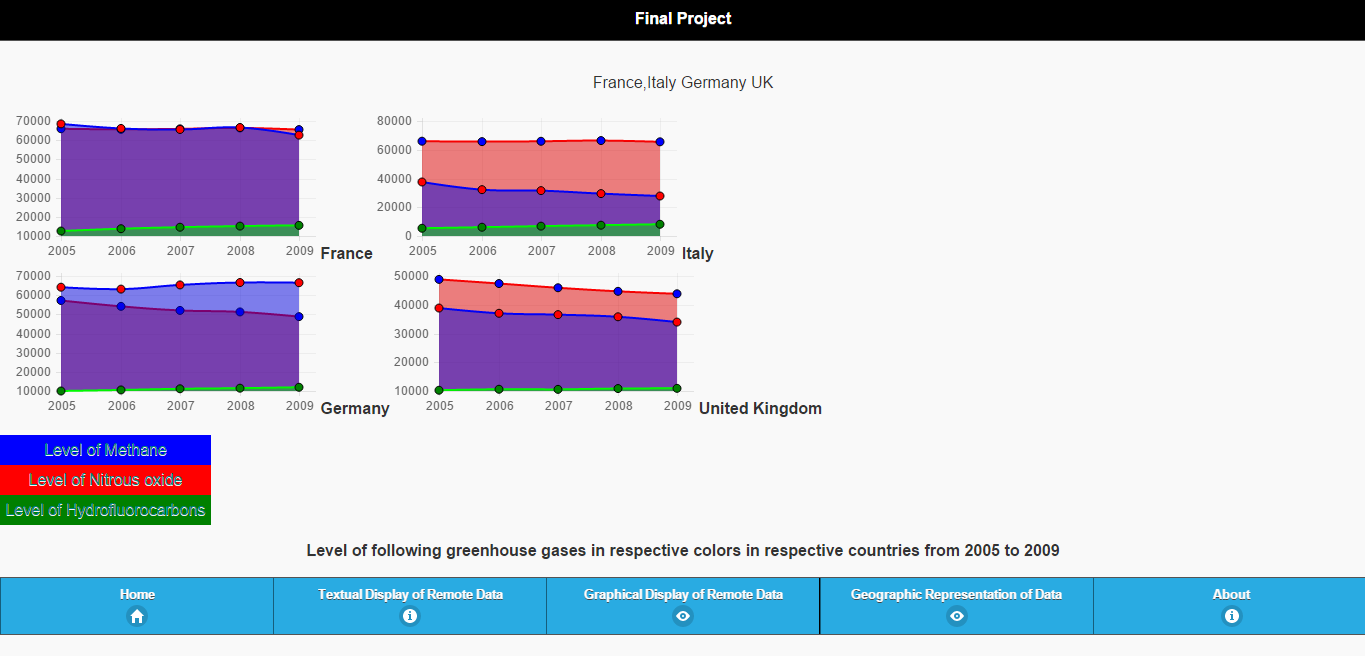 Final Project
France,Italy Germany UK
70000
60000
50000
40000
30000
20000
10000
2005 2006 2007 2008 2009 France
80000
60000
40000
20000
0
2005 2006 2007 2008 2009 Italy
70000
60000
50000
40000
30000
20000
10000
2005 2006 2007 2008 2009 Germany
50000
40000
30000
20000
10000
2005 2006 2007 2008 2009 United Kingdom
Level of Methane
Level of Nitrous oxide
Level of Hydrofluorocarbons
Level of following greenhouse gases in respective colors in respective countries from 2005 to 2009
Home
Textual Display of Remote Data
Graphical Display of Remote Data
Geographic Representation of Data
About